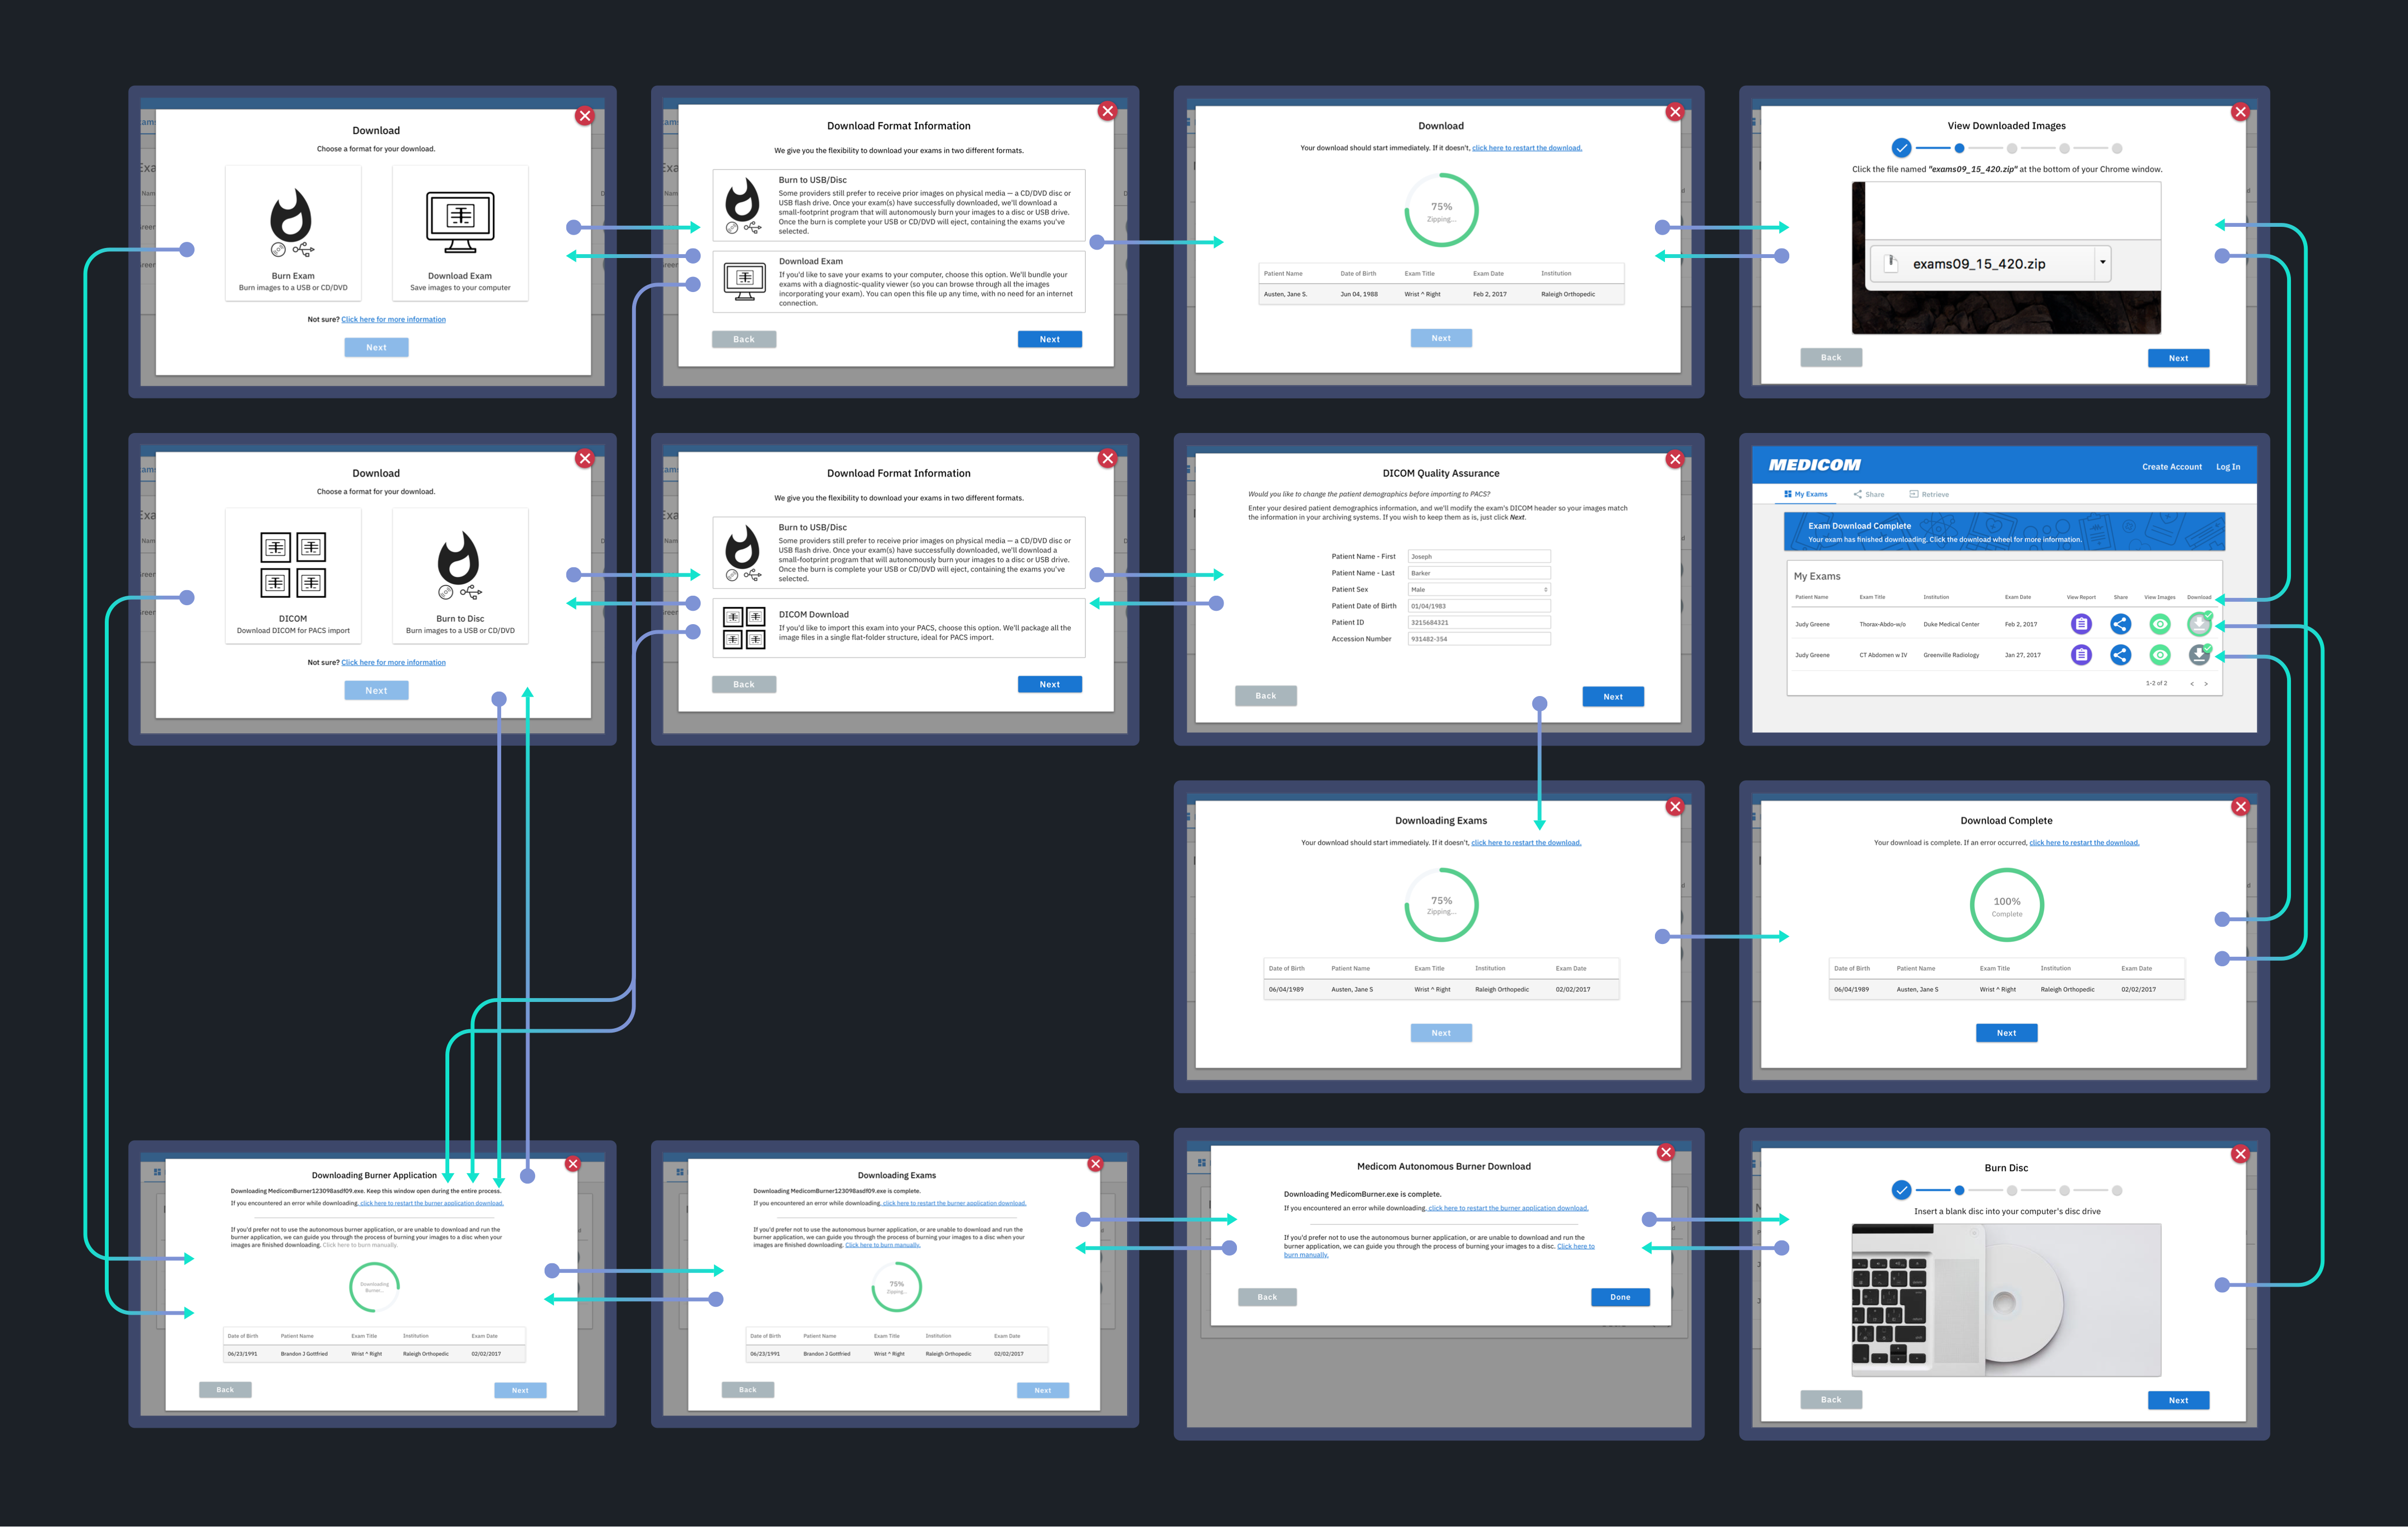 Download
Choose a format for your download.
Burn Exam
Burn images to a USB or CD/DVD
Download Exam
Save images to your computer
Not sure? Click here for more information
Next
Download Format Information
We give you the flexibility to download your exams in two different formats.
Burn to USB/Disc
Some providers still prefer to receive prior images on physical media — a CD/DVD disc or
USB flash drive. Once your exam(s) have successfully downloaded, we'll download a
small-footprint program that will autonomously burn your images to a disc or USB drive.
Once the burn is complete your USB or CD/DVD will eject, containing the exams you've
selected.
Download Exam
If you'd like to save your exams to your computer, choose this option. We'll bundle your
exams with a diagnostic-quality viewer (so you can browse through all the images
incorporating your exam). You can open this file up any time, with no need for an internet
connection.
Back
Next
Download
Your download should start immediately. If it doesn't, click here to restart the download.
75%
Zipping...
Patient Name Date of Birth Exam Title Exam Date Institution
Austen, Jane S. Jun 04, 1988 Wrist ^ Right Feb 2, 2017 Raleigh Orthopedic
Next
View Downloaded Images
Click the file named "exams09_15_420.zip" at the bottom of your Chrome window.
exams09_15_420.zip
Back
Next
Download
Choose a format for your download.
DICOM
Download DICOM for PACS import
Burn to Disc
Burn images to a USB or CD/DVD
Not sure? Click here for more information
Next
Download Format Information
We give you the flexibility to download your exams in two different formats.
Burn to USB/Disc
Some providers still prefer to receive prior images on physical media — a CD/DVD disc or
USB flash drive. Once your exam(s) have successfully downloaded, we'll download a
small-footprint program that will autonomously burn your images to a disc or USB drive.
Once the burn is complete your USB or CD/DVD will eject, containing the exams you've
selected.
DICOM Download
If you'd like to import this exam into your PACS, choose this option. We'll package all the
image files in a single flat-folder structure, ideal for PACS import.
Back
Next
DICOM Quality Assurance
Would you like to change the patient demographics before importing to PACS?
Enter your desired patient demographics information, and we'll modify the exam's DICOM header so your images match
the information in your archiving systems. If you wish to keep them as is, just click Next.
Patient Name - First Joseph
Patient Name - Last Barker
Patient Sex Male
Patient Date of Birth 01/04/1983
Patient ID 3215684321
Accession Number 931482-354
Back
Next
MEDICOM
Create Account Log In
My Exams Share Retrieve
Exam Download Complete
Your exam has finished downloading. Click the download wheel for more information.
My Exams
Patient Name Exam Title Institution Exam Date View Report Share View Images Download
Judy Greene Thorax-Abdo-w/o Duke Medical Center Feb 2, 2017
Judy Greene CT Abdomen w IV Greenville Radiology Jan 27, 2017
1-2 of 2 < >
Downloading Exams
Your download should start immediately. If it doesn't, click here to restart the download.
75%
Zipping...
Date of Birth Patient Name Exam Title Institution Exam Date
06/04/1989 Austen, Jane S Wrist ^ Right Raleigh Orthopedic 02/02/2017
Next
Download Complete
Your download is complete. If an error occurred, click here to restart the download.
100%
Complete
Date of Birth Patient Name Exam Title Institution Exam Date
06/04/1989 Austen, Jane S Wrist ^ Right Raleigh Orthopedic 02/02/2017
Next
Downloading Burner Application
Downloading MedicomBurner123098asdf09.exe. Keep this window open during the entire process.
If you encountered an error while downloading, click here to restart the burner application download.
If you'd prefer not to use the autonomous burner application, or are unable to download and run the
burner application, we can guide you through the process of burning your images to a disc when your
images are finished downloading. Click here to burn manually.
Downloading
Burner...
Date of Birth Patient Name Exam Title Institution Exam Date
06/23/1991 Brandon J Gottfried Wrist ^ Right Raleigh Orthopedic 02/02/2017
Back
Next
Downloading Exams
Downloading MedicomBurner123098asdf09.exe is complete.
If you encountered an error while downloading, click here to restart the burner application download.
If you'd prefer not to use the autonomous burner application, or are unable to download and run the
burner application, we can guide you through the process of burning your images to a disc when your
images are finished downloading. Click here to burn manually.
75%
Zipping...
Date of Birth Patient Name Exam Title Institution Exam Date
06/23/1991 Brandon J Gottfried Wrist ^ Right Raleigh Orthopedic 02/02/2017
Back
Next
Medicom Autonomous Burner Download
Downloading MedicomBurner.exe is complete.
If you encountered an error while downloading, click here to restart the burner application download.
If you'd prefer not to use the autonomous burner application, or are unable to download and run the
burner application, we can guide you through the process of burning your images to a disc. Click here to
burn manually.
Back
Done
Burn Disc
Insert a blank disc into your computer's disc drive
Back
Next